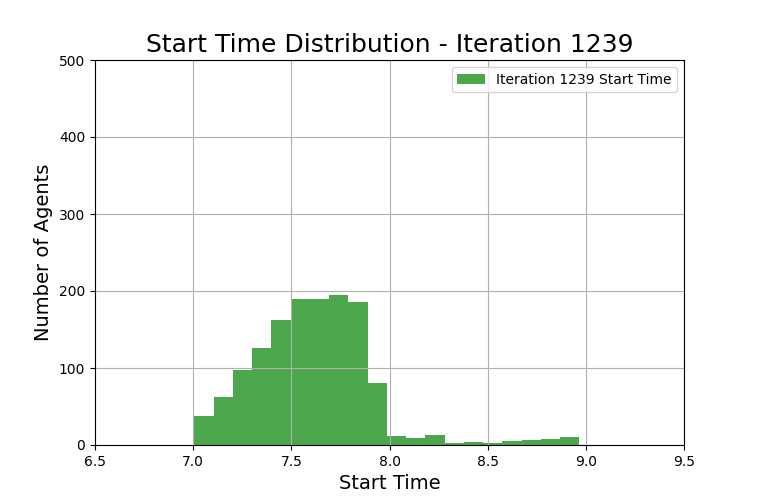 Start Time Distribution - Iteration 1239
Iteration 1239 Start Time
500
400
300
200
100
0
Number of Agents
6.5 7.0 7.5 8.0 8.5 9.0 9.5
Start Time